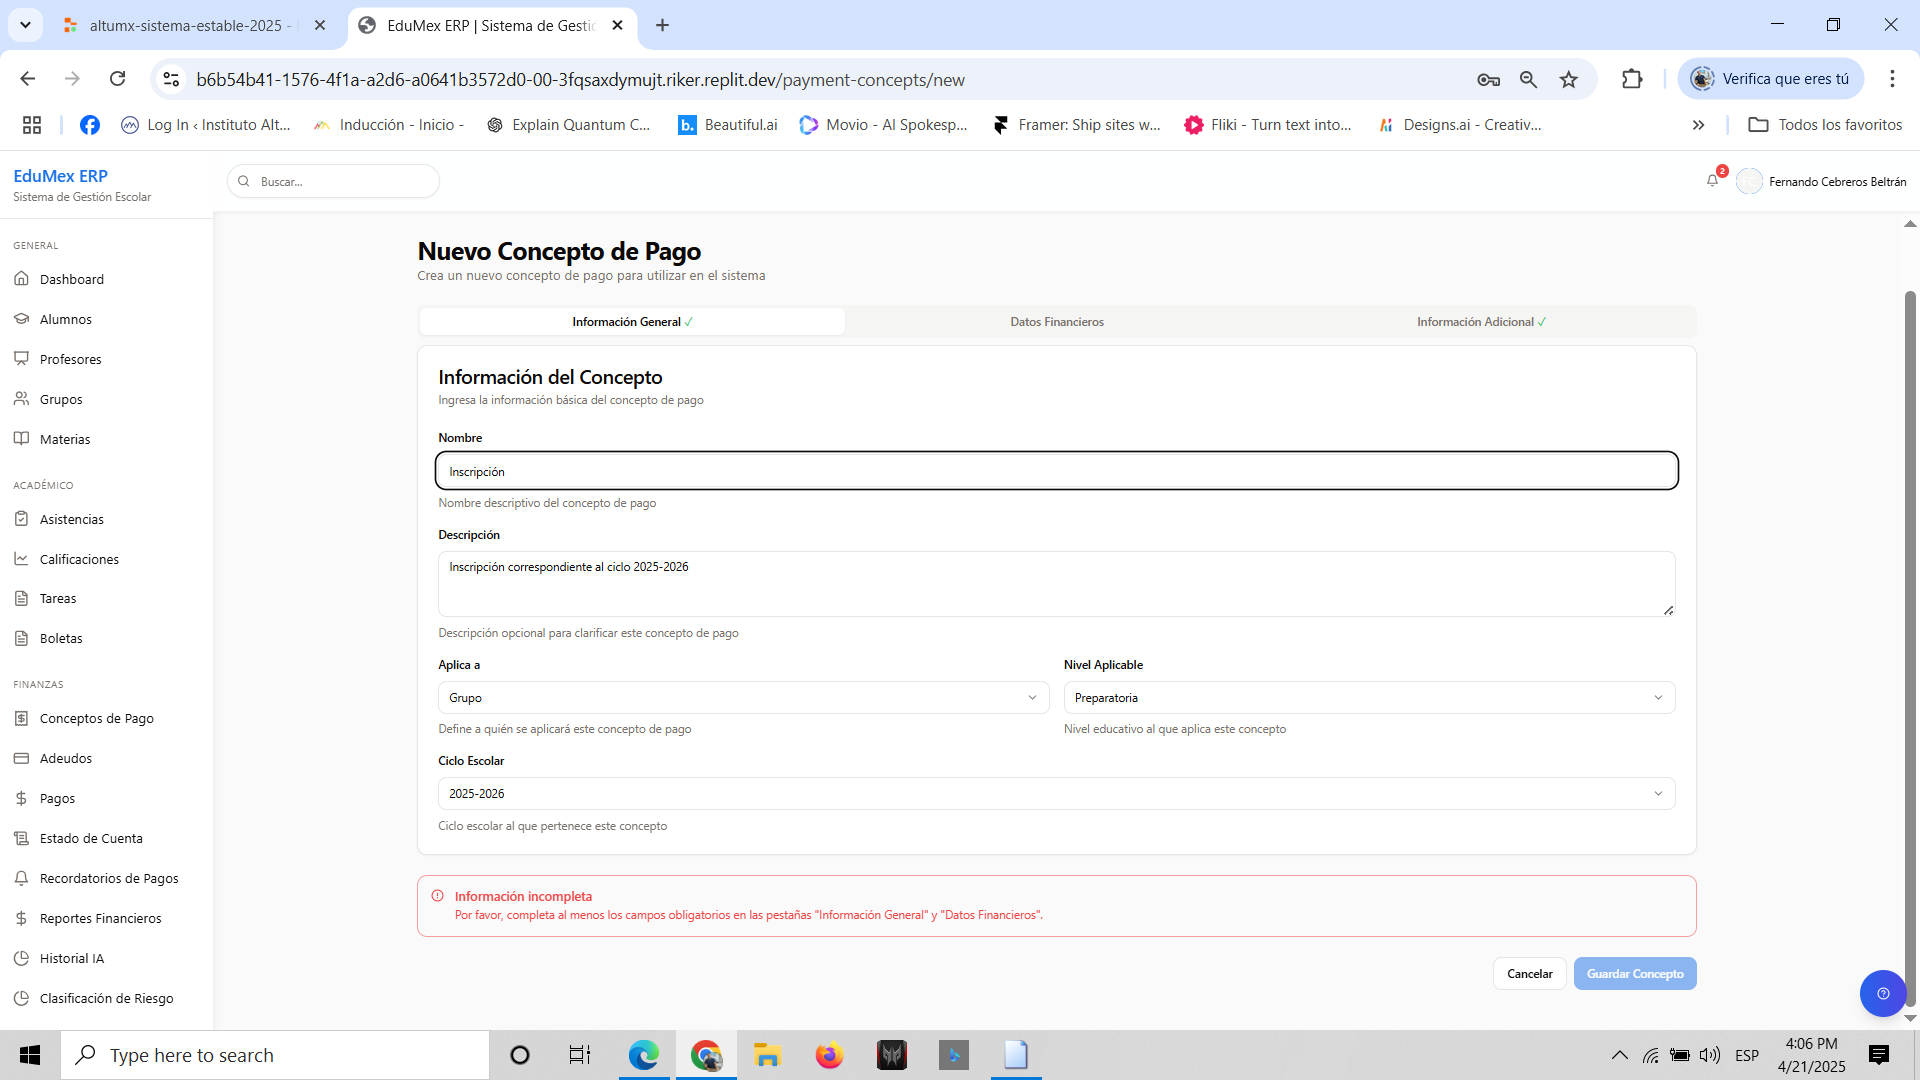 altumx-sistema-estable-2025 -
EduMex ERP | Sistema de Gestió
b6b54b41-1576-4f1a-a2d6-a0641b3572d0-00-3fqsaxdymujt.riker.replit.dev/payment-concepts/new
Verifica que eres tú
Log In ‹ Instituto Alt...
Inducción - Inicio -
Explain Quantum C...
b. Beautiful.ai
Movio - AI Spokesp...
Framer: Ship sites w...
Fliki - Turn text into...
Designs.ai - Creativ...
Todos los favoritos
EduMex ERP
Sistema de Gestión Escolar
Buscar...
2
Fernando Cebreros Beltrán
GENERAL
Dashboard
Alumnos
Profesores
Grupos
Materias
ACADÉMICO
Asistencias
Calificaciones
Tareas
Boletas
FINANZAS
Conceptos de Pago
Adeudos
Pagos
Estado de Cuenta
Recordatorios de Pagos
Reportes Financieros
Historial IA
Clasificación de Riesgo
Nuevo Concepto de Pago
Crea un nuevo concepto de pago para utilizar en el sistema
Información General ✓
Datos Financieros
Información Adicional ✓
Información del Concepto
Ingresa la información básica del concepto de pago
Nombre
Inscripción
Nombre descriptivo del concepto de pago
Descripción
Inscripción correspondiente al ciclo 2025-2026
Descripción opcional para clarificar este concepto de pago
Aplica a
Grupo
Define a quién se aplicará este concepto de pago
Nivel Aplicable
Preparatoria
Nivel educativo al que aplica este concepto
Ciclo Escolar
2025-2026
Ciclo escolar al que pertenece este concepto
Información incompleta
Por favor, completa al menos los campos obligatorios en las pestañas "Información General" y "Datos Financieros".
Cancelar
Guardar Concepto
Type here to search
ESP
4:06 PM
4/21/2025